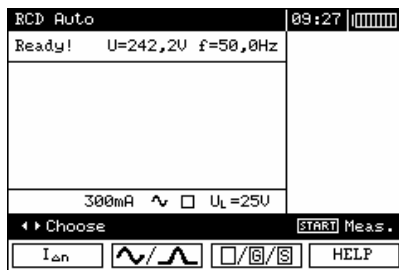 RCD Auto 09:27
Ready! U=242,2V f=50,0Hz
300mA UL=25V
Choose START Meas.
IΔn / □/G/S HELP